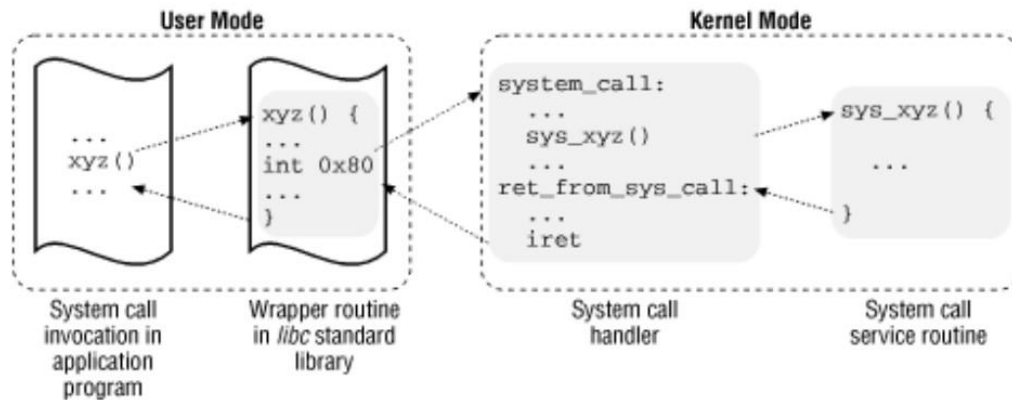 User Mode
Kernel Mode
...
xyz()
...
xyz() {
...
int 0x80
...
}
system_call:
...
sys_xyz()
...
ret_from_sys_call:
...
iret
sys_xyz() {
...
}
System call
invocation in
application
program
Wrapper routine
in libc standard
library
System call
handler
System call
service routine